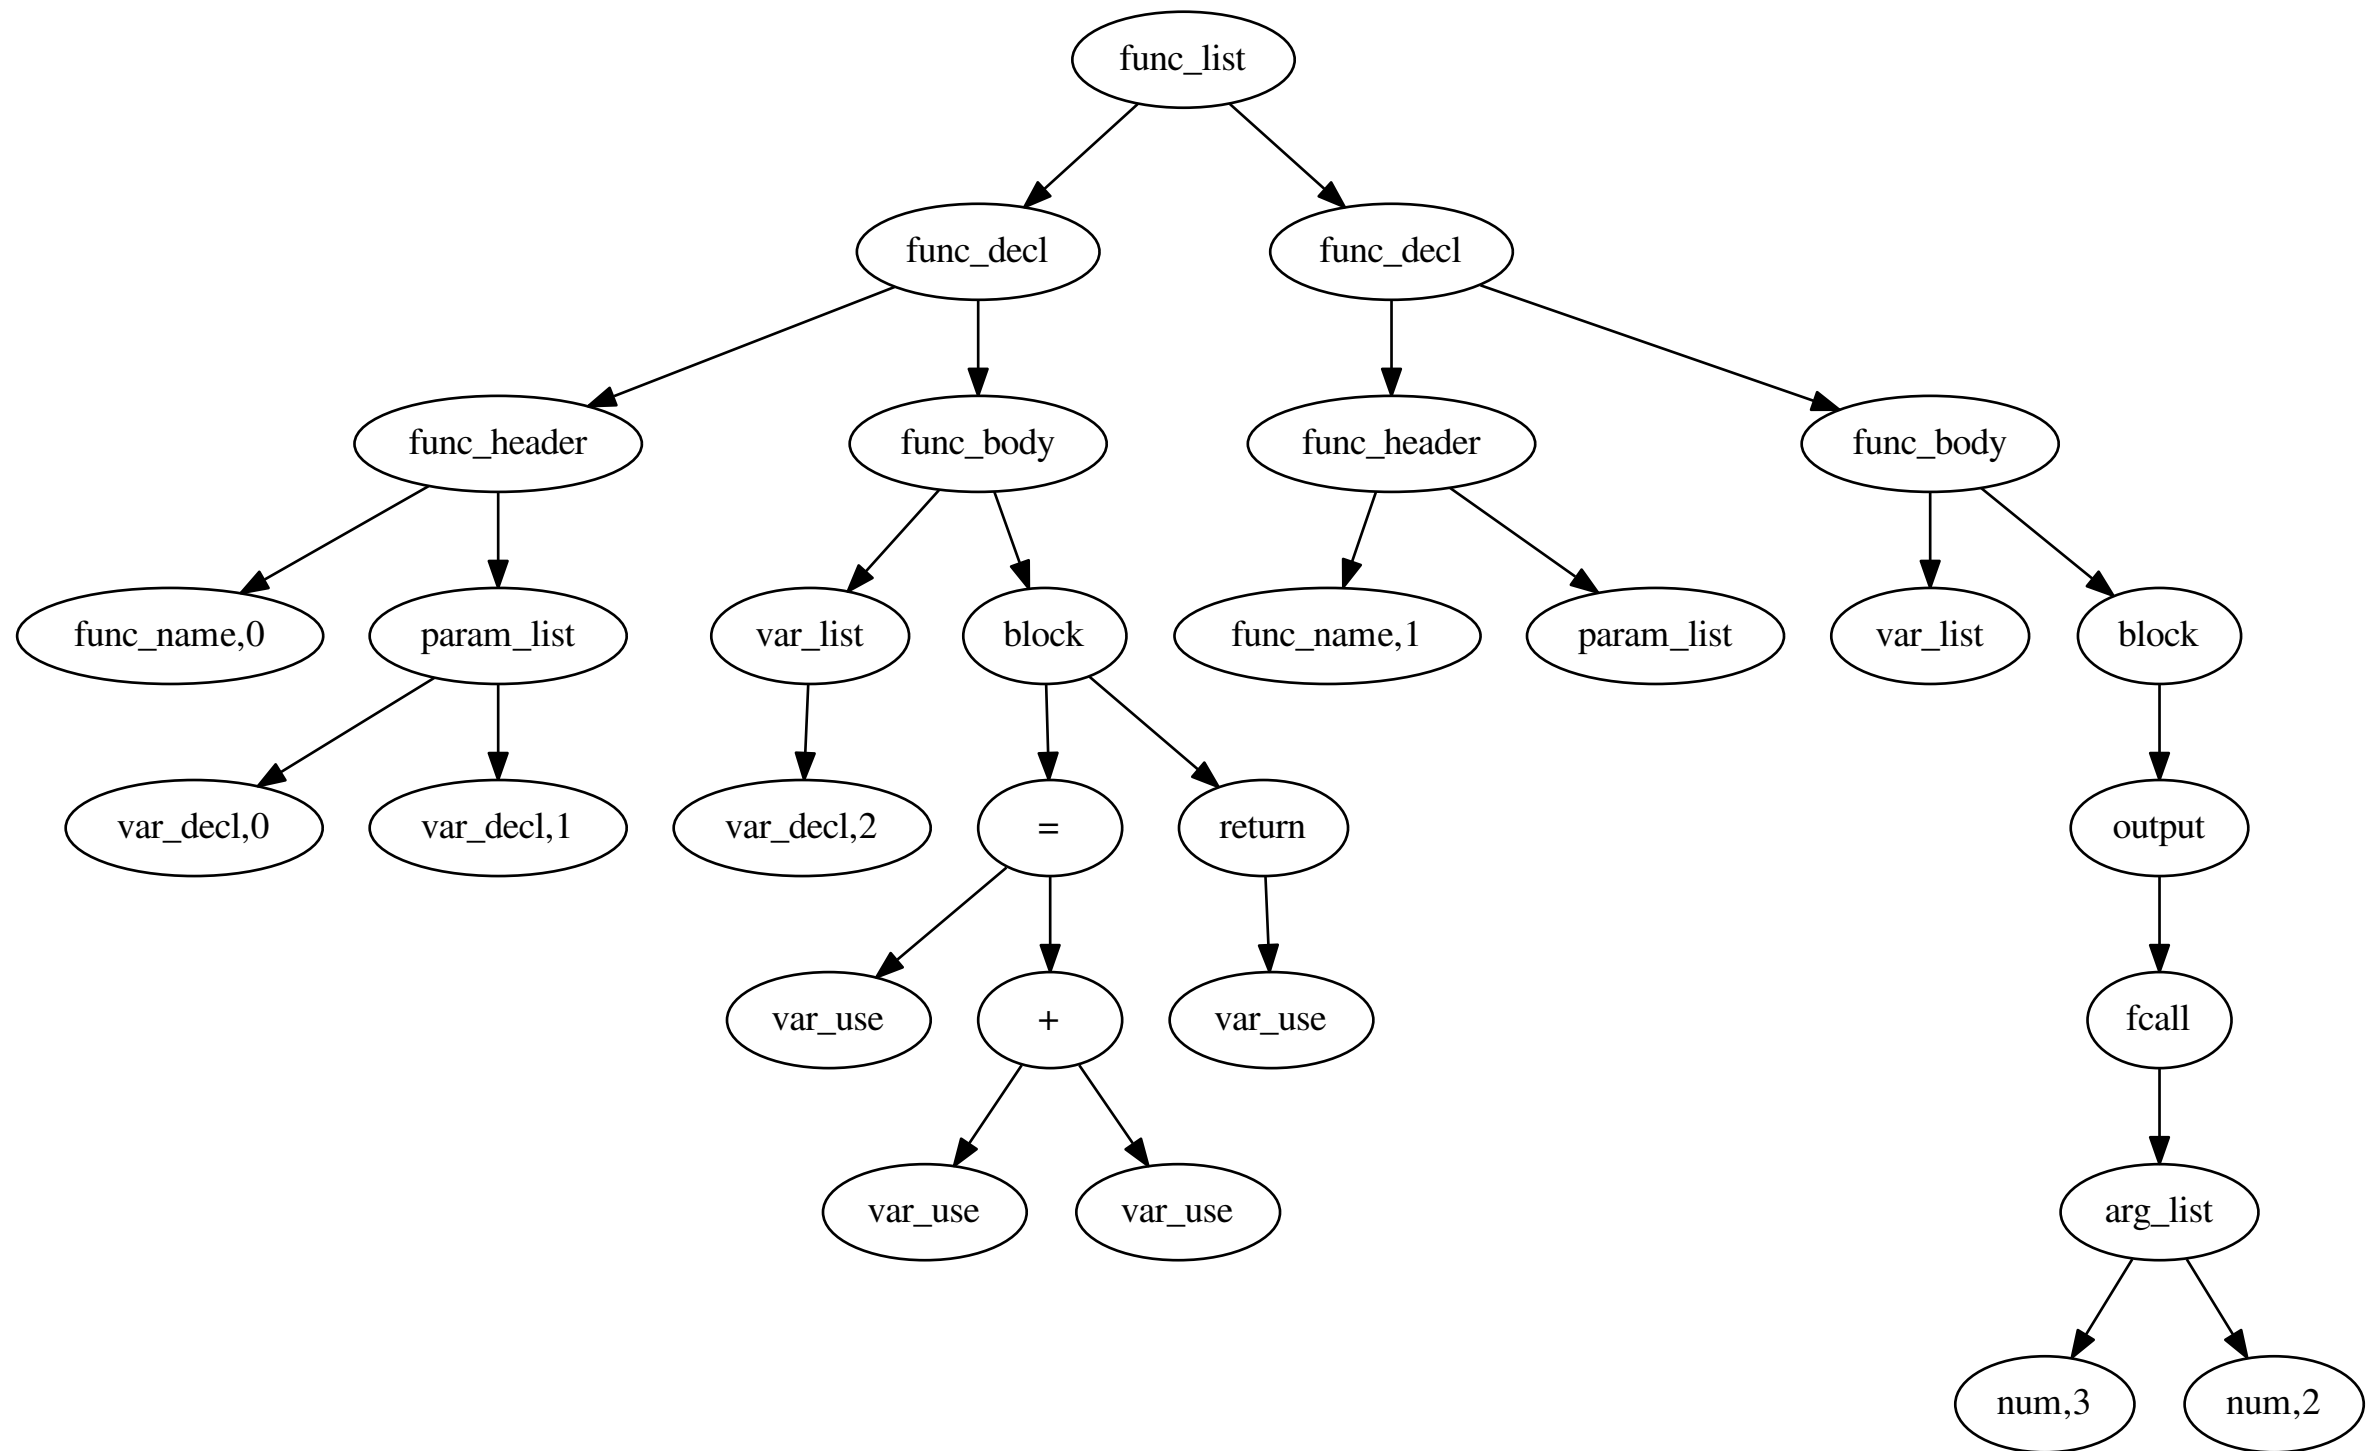 func_list
func_decl
func_decl
func_header
func_body
func_header
func_body
func_name,0
param_list
var_list
block
func_name,1
param_list
var_list
block
var_decl,0
var_decl,1
var_decl,2
=
return
output
var_use
+
var_use
fcall
var_use
var_use
arg_list
num,3
num,2